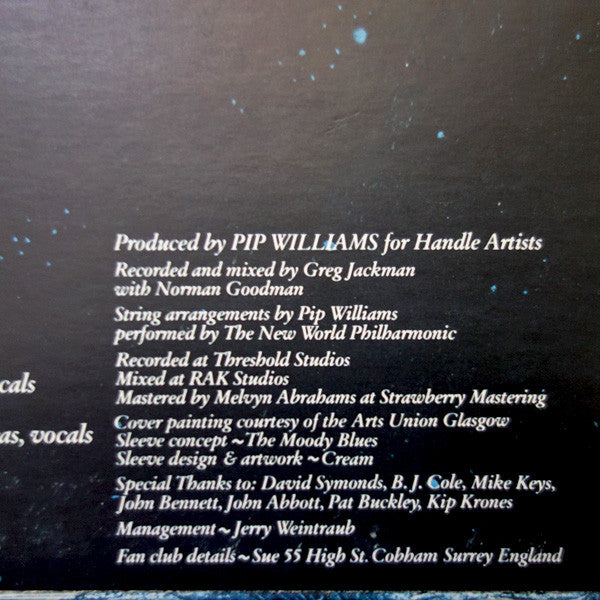 Produced by PIP WILLIAMS for Handle Artists
Recorded and mixed by Greg Jackman
with Norman Goodman
String arrangements by Pip Williams
performed by The New World Philharmonic
Recorded at Threshold Studios
Mixed at RAK Studios
cals
Mastered by Melvyn Abrahams at Strawberry Mastering
Cover painting courtesy of the Arts Union Glasgow
as, vocals
Sleeve concept ~ The Moody Blues
Sleeve design & artwork ~ Cream
Special Thanks to: David Symonds, B. J. Cole, Mike Keys,
John Bennett, John Abbott, Pat Buckley, Kip Krones
Management ~ Jerry Weintraub
Fan club details ~ Sue 55 High St. Cobham Surrey England